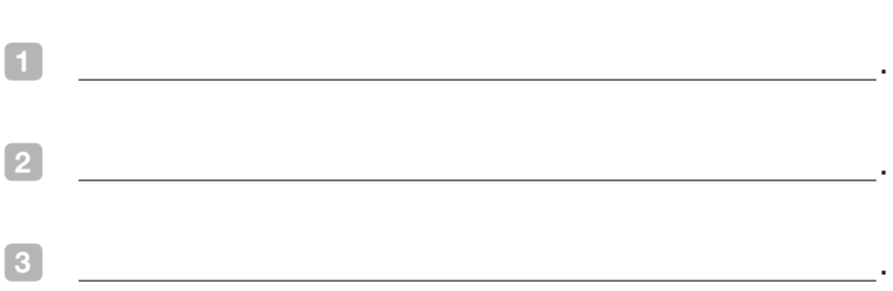 1 .
2 .
3 .